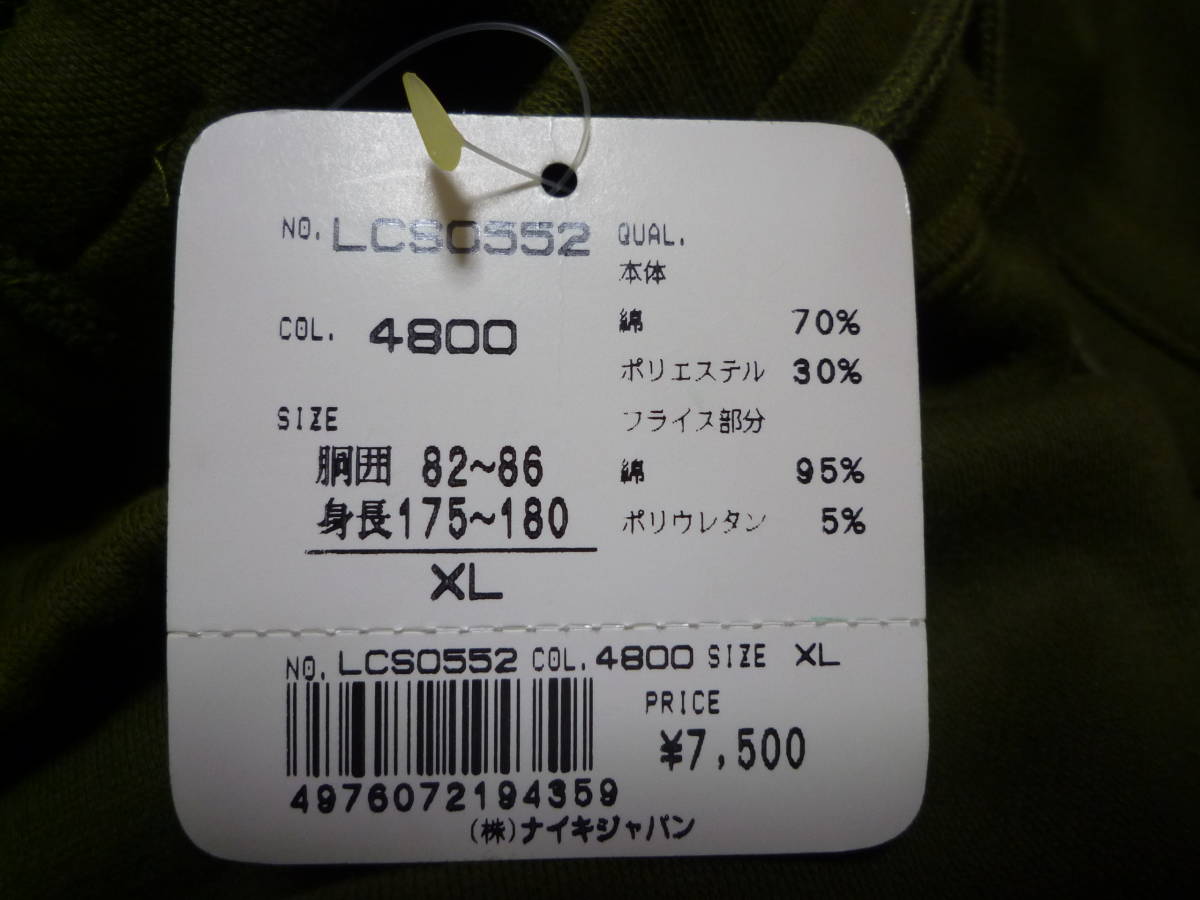 NO. LCS0552
COL. 4800
SIZE
胴囲 82~86
身長175~180
XL
QUAL.
本体
綿 70%
ポリエステル 30%
フライス部分
綿 95%
ポリウレタン 5%
NO. LCS0552 COL. 4800 SIZE XL
PRICE
¥7,500
4976072194359
(株)ナイキジャパン